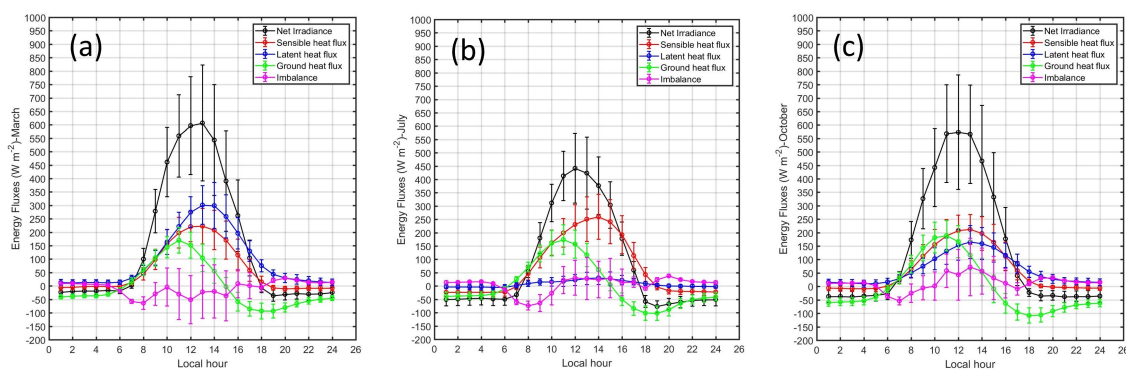 (a)
Net Irradiance
Sensible heat flux
Latent heat flux
Ground heat flux
Imbalance
Energy Fluxes (W m⁻²)-March
1000
950
900
850
800
750
700
650
600
550
500
450
400
350
300
250
200
150
100
50
0
-50
-100
-150
-200
0 2 4 6 8 10 12 14 16 18 20 22 24 26
Local hour
(b)
Net Irradiance
Sensible heat flux
Latent heat flux
Ground heat flux
Imbalance
Energy Fluxes (W m⁻²)-July
1000
950
900
850
800
750
700
650
600
550
500
450
400
350
300
250
200
150
100
50
0
-50
-100
-150
-200
0 2 4 6 8 10 12 14 16 18 20 22 24 26
Local hour
(c)
Net Irradiance
Sensible heat flux
Latent heat flux
Ground heat flux
Imbalance
Energy Fluxes (W m⁻²)-October
1000
950
900
850
800
750
700
650
600
550
500
450
400
350
300
250
200
150
100
50
0
-50
-100
-150
-200
0 2 4 6 8 10 12 14 16 18 20 22 24 26
Local hour